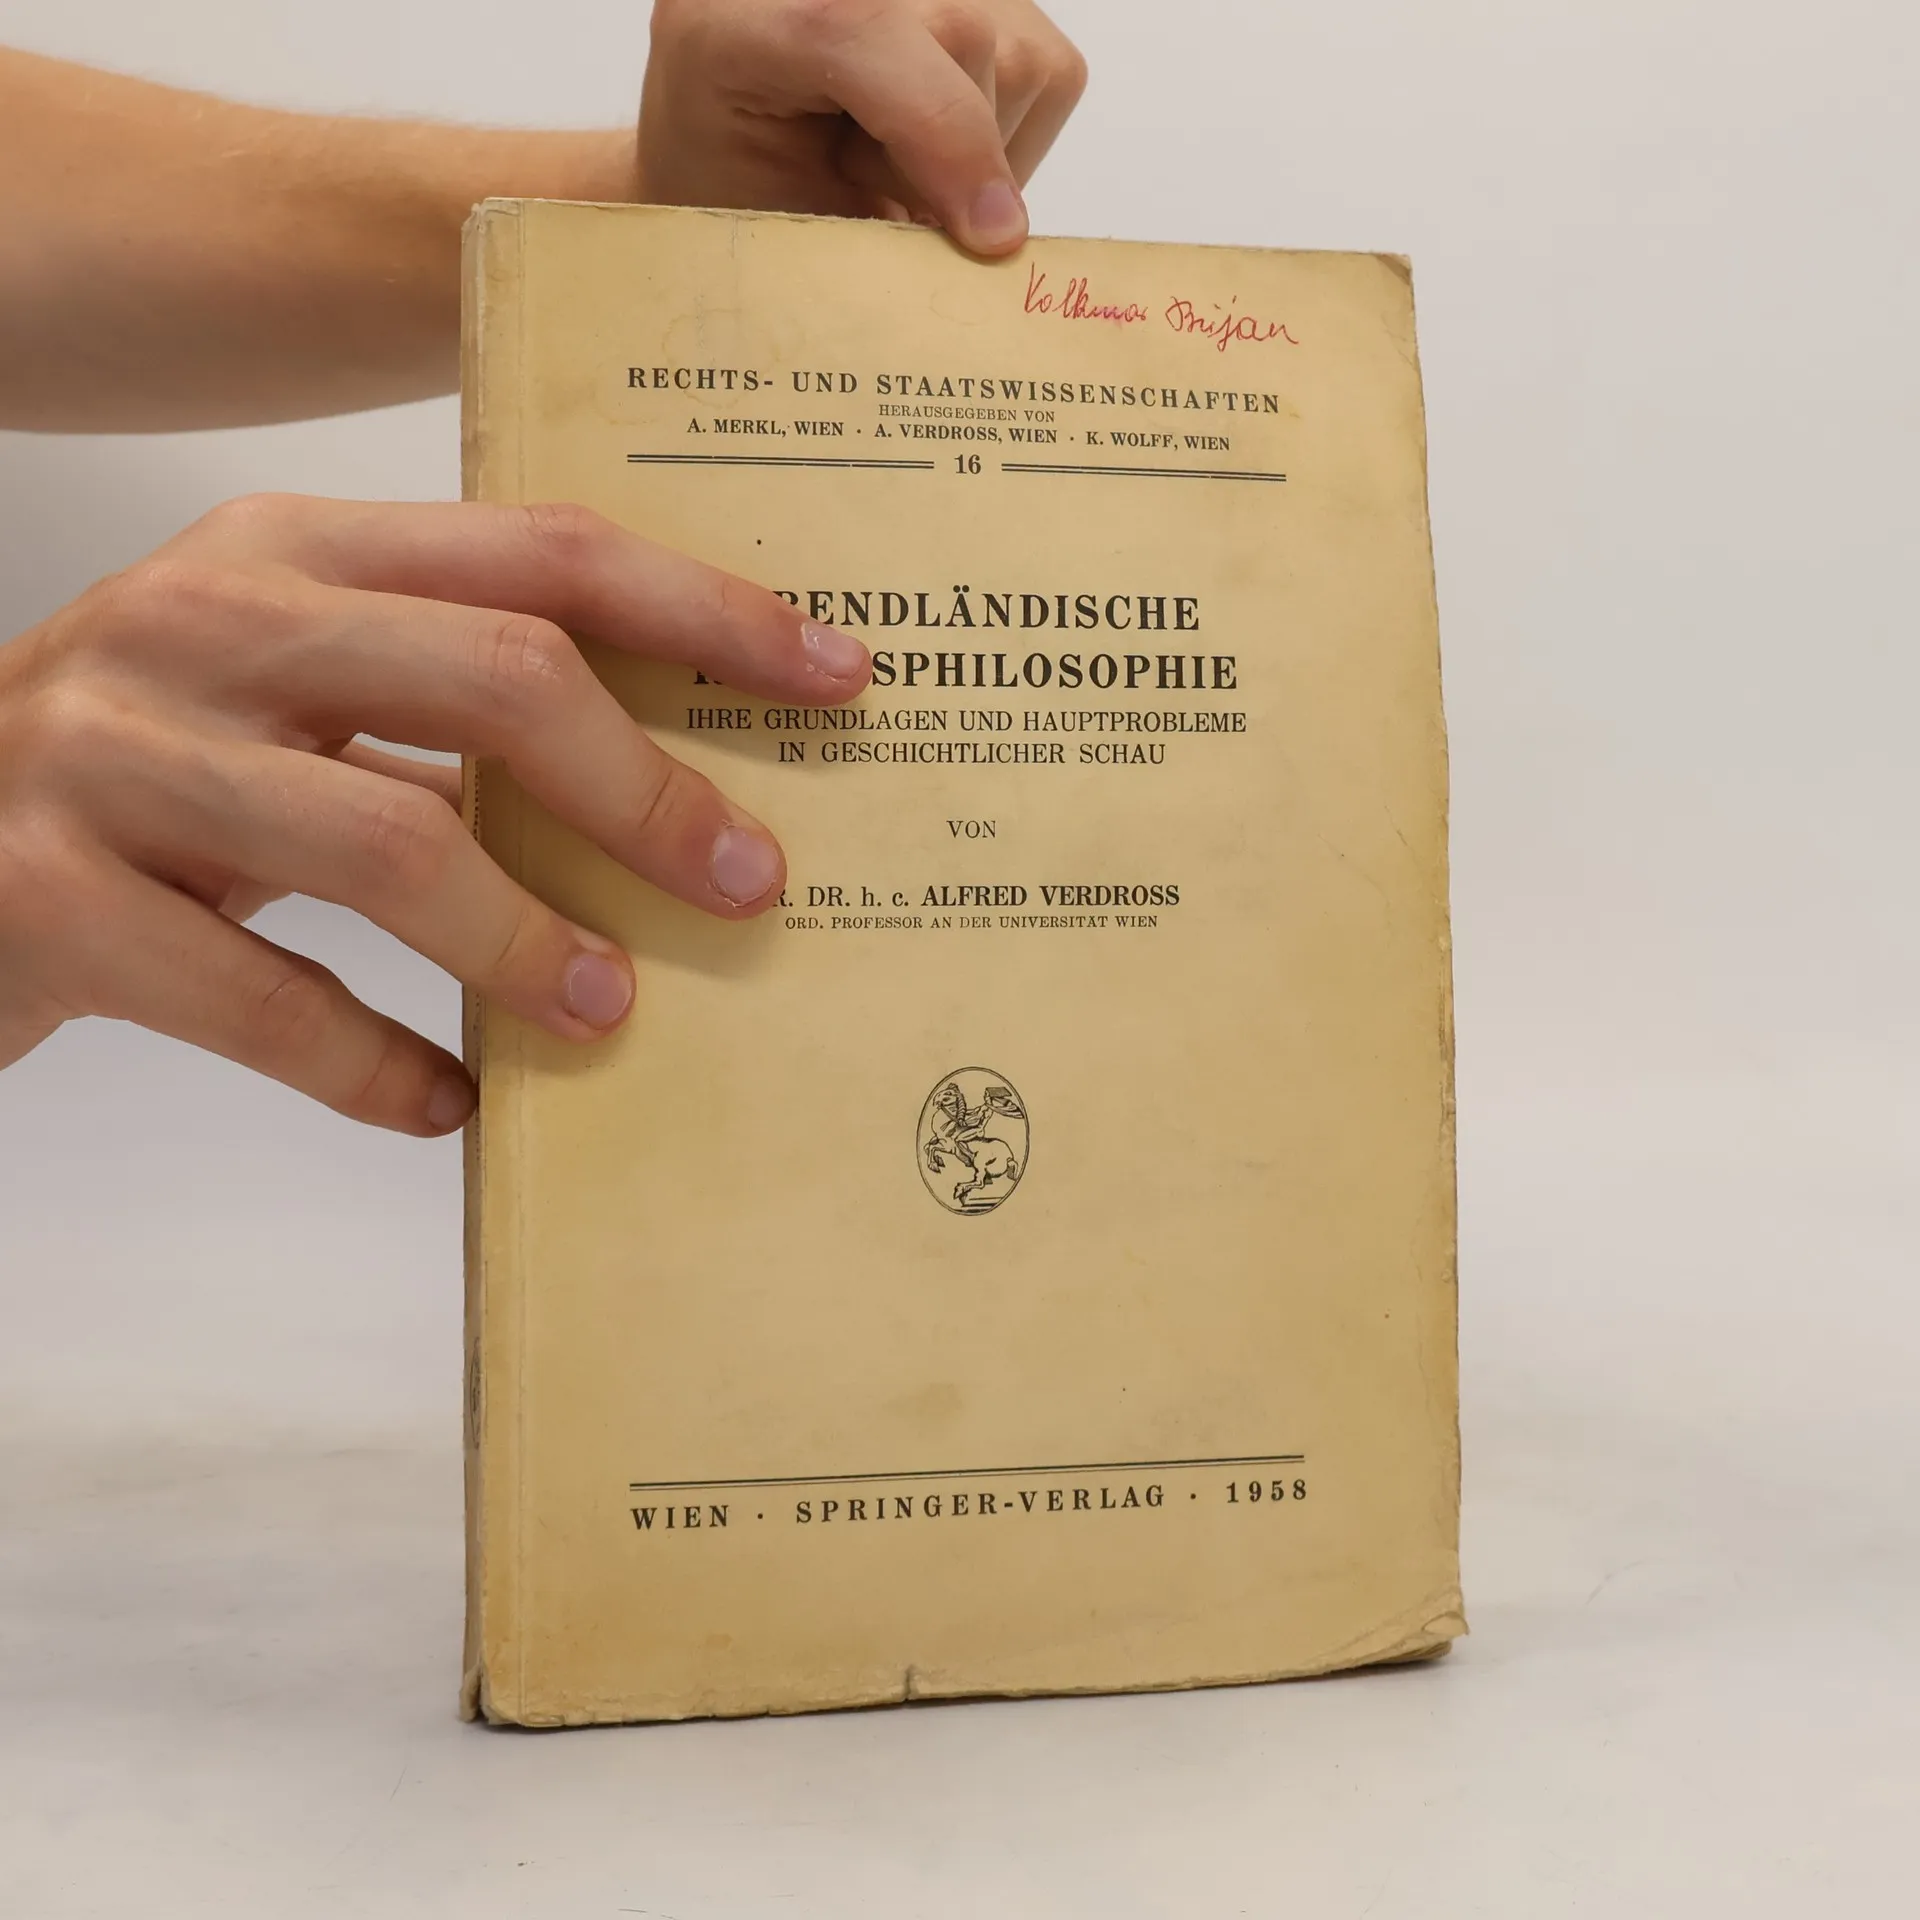 Volkmar
RECHTS- UND STAATSWISSENSCHAFTEN
HERAUSGEGEBEN VON
A. MERKL, WIEN · A. VERDROSS, WIEN · K. WOLFF, WIEN
16
BENDLÄNDISCHE
SPHILOSOPHIE
IHRE GRUNDLAGEN UND HAUPTPROBLEME
IN GESCHICHTLICHER SCHAU
VON
R. DR. h. c. ALFRED VERDROSS
ORD. PROFESSOR AN DER UNIVERSITÄT WIEN
WIEN · SPRINGER-VERLAG · 1958